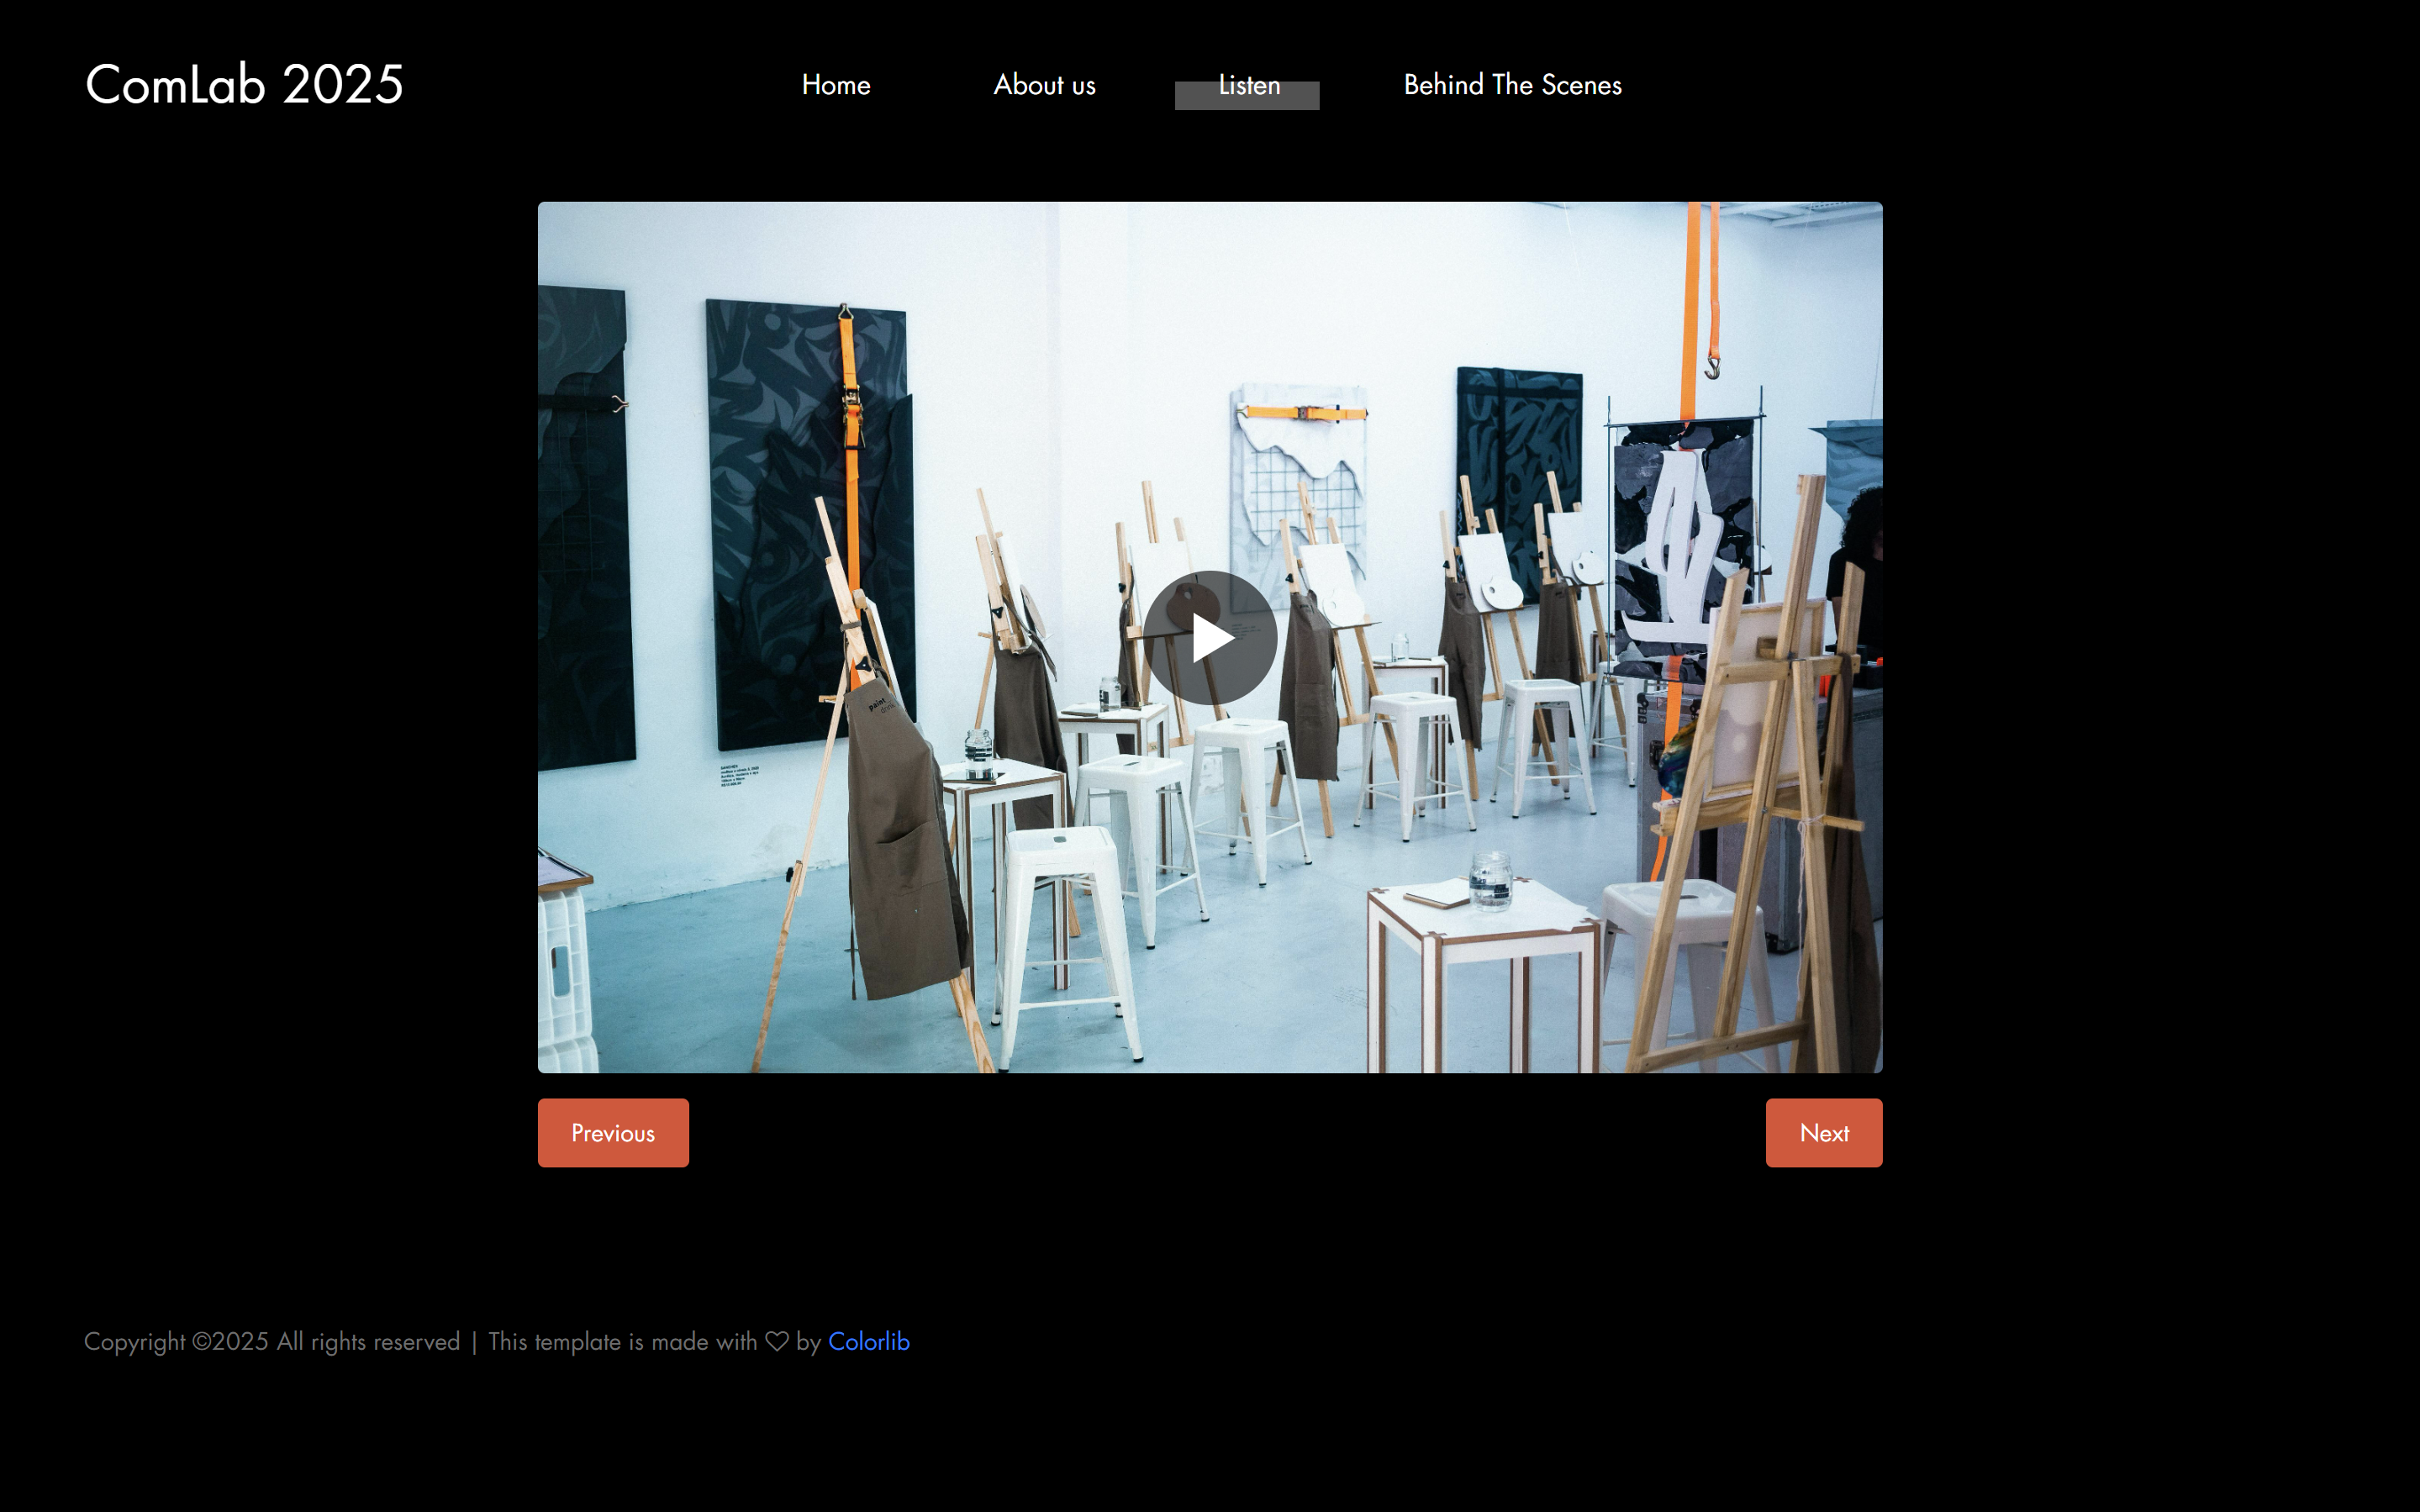 ComLab 2025
Home
About us
Listen
Behind The Scenes
paint
Previous
Next
Copyright ©2025 All rights reserved | This template is made with ♡ by Colorlib